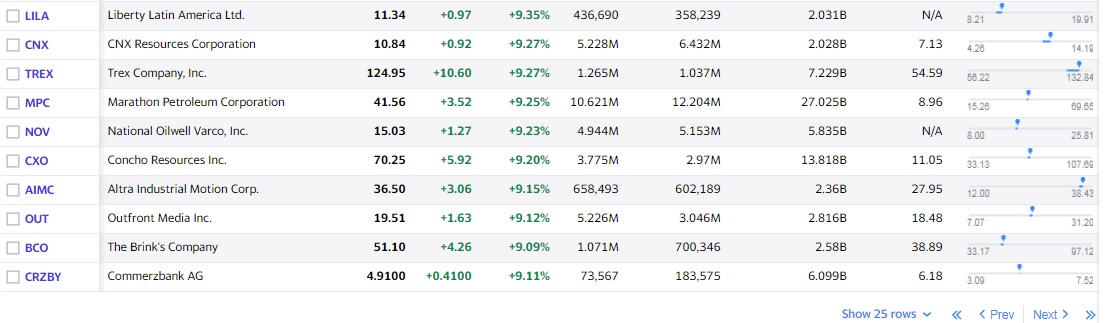 LILA Liberty Latin America Ltd. 11.34 +0.97 +9.35% 436,690 358,239 2.031B N/A 8.21 19.91
CNX CNX Resources Corporation 10.84 +0.92 +9.27% 5.228M 6.432M 2.028B 7.13 4.26 14.19
TREX Trex Company, Inc. 124.95 +10.60 +9.27% 1.265M 1.037M 7.229B 54.59 56.22 132.84
MPC Marathon Petroleum Corporation 41.56 +3.52 +9.25% 10.621M 12.204M 27.025B 8.96 15.26 69.65
NOV National Oilwell Varco, Inc. 15.03 +1.27 +9.23% 4.944M 5.153M 5.835B N/A 8.00 25.81
CXO Concho Resources Inc. 70.25 +5.92 +9.20% 3.775M 2.97M 13.818B 11.05 33.13 107.69
AIMC Altra Industrial Motion Corp. 36.50 +3.06 +9.15% 658,493 602,189 2.36B 27.95 12.00 38.43
OUT Outfront Media Inc. 19.51 +1.63 +9.12% 5.226M 3.046M 2.816B 18.48 7.07 31.20
BCO The Brink's Company 51.10 +4.26 +9.09% 1.071M 700,346 2.58B 38.89 33.17 97.12
CRZBY Commerzbank AG 4.9100 +0.4100 +9.11% 73,567 183,575 6.099B 6.18 3.09 7.52
Show 25 rows Prev Next